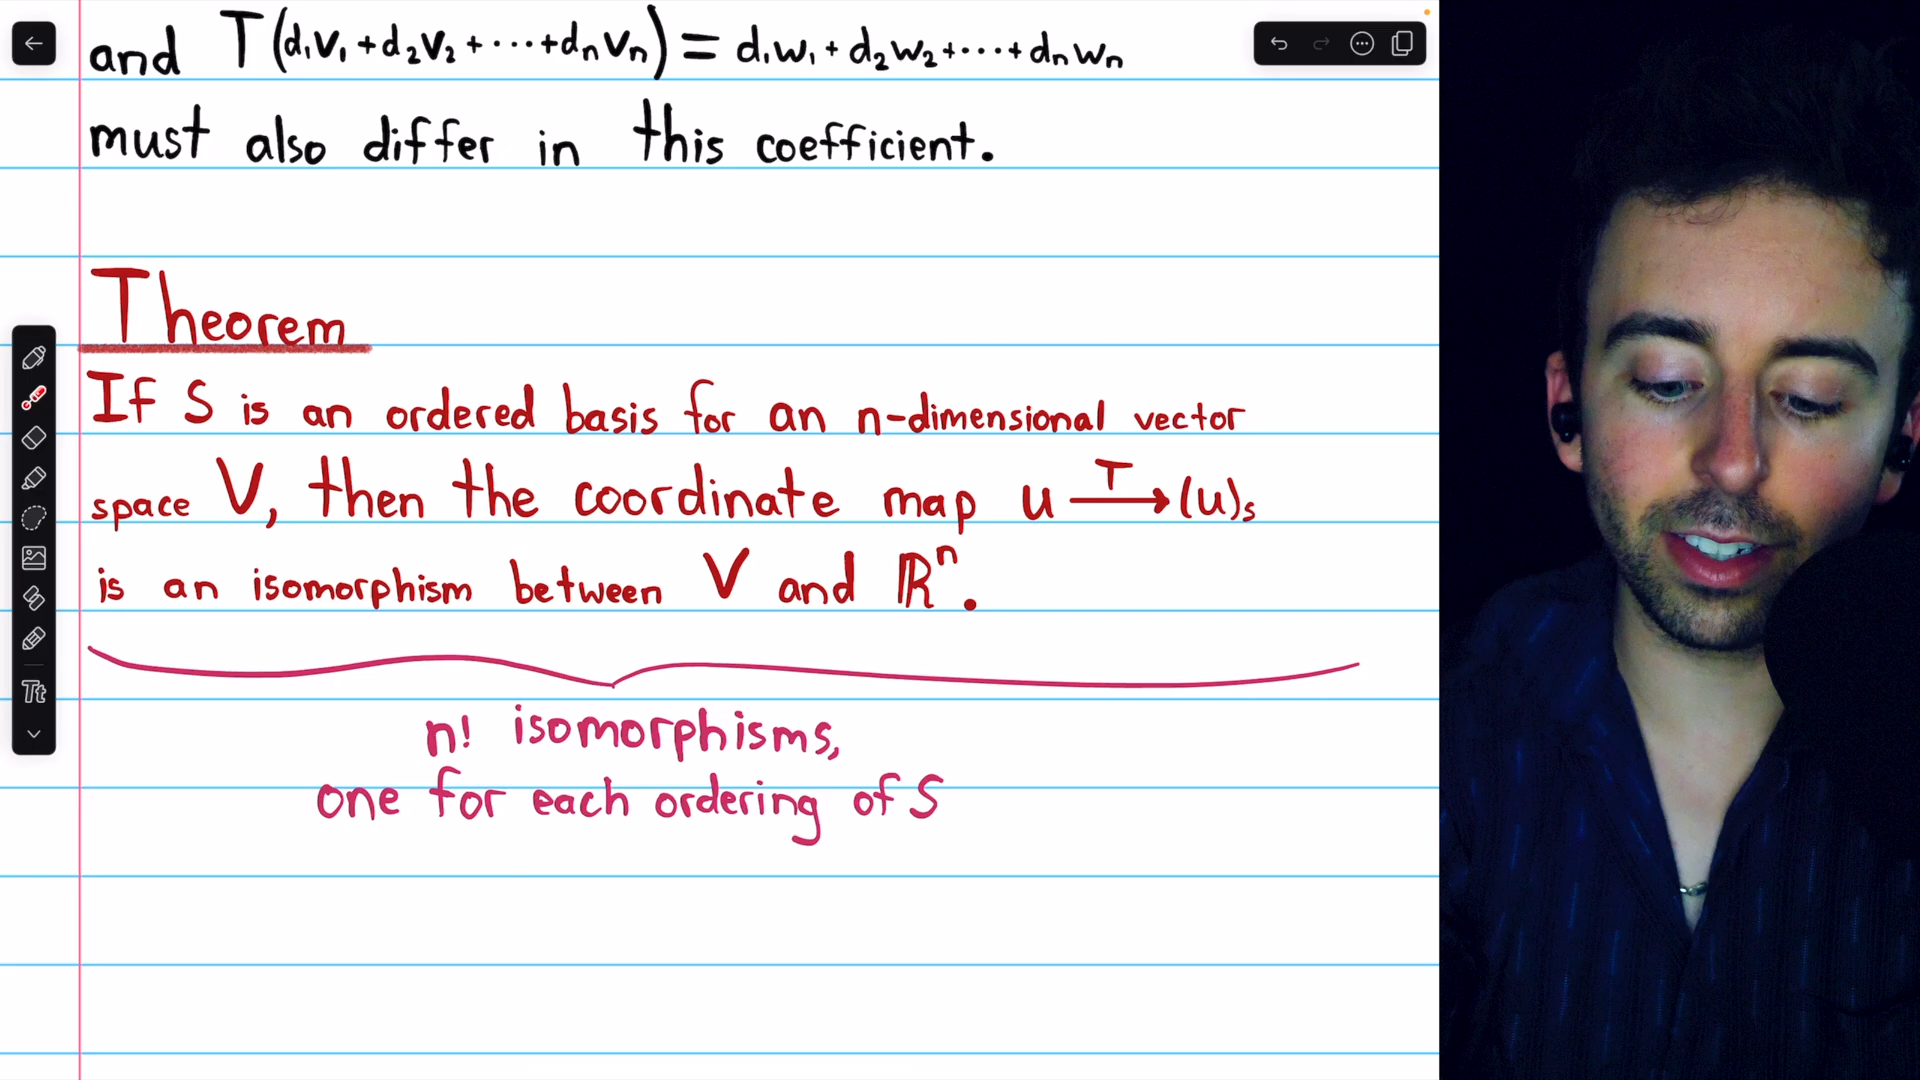 and T(d₁v₁+d₂v₂+⋯+dₙvₙ) = d₁w₁+d₂w₂+⋯+dₙwₙ
must also differ in this coefficient.
Theorem
If S is an ordered basis for an n-dimensional vector
space V, then the coordinate map u \xrightarrow{T} (u)ₛ
is an isomorphism between V and ℝⁿ.
n! isomorphisms,
one for each ordering of S
Tt